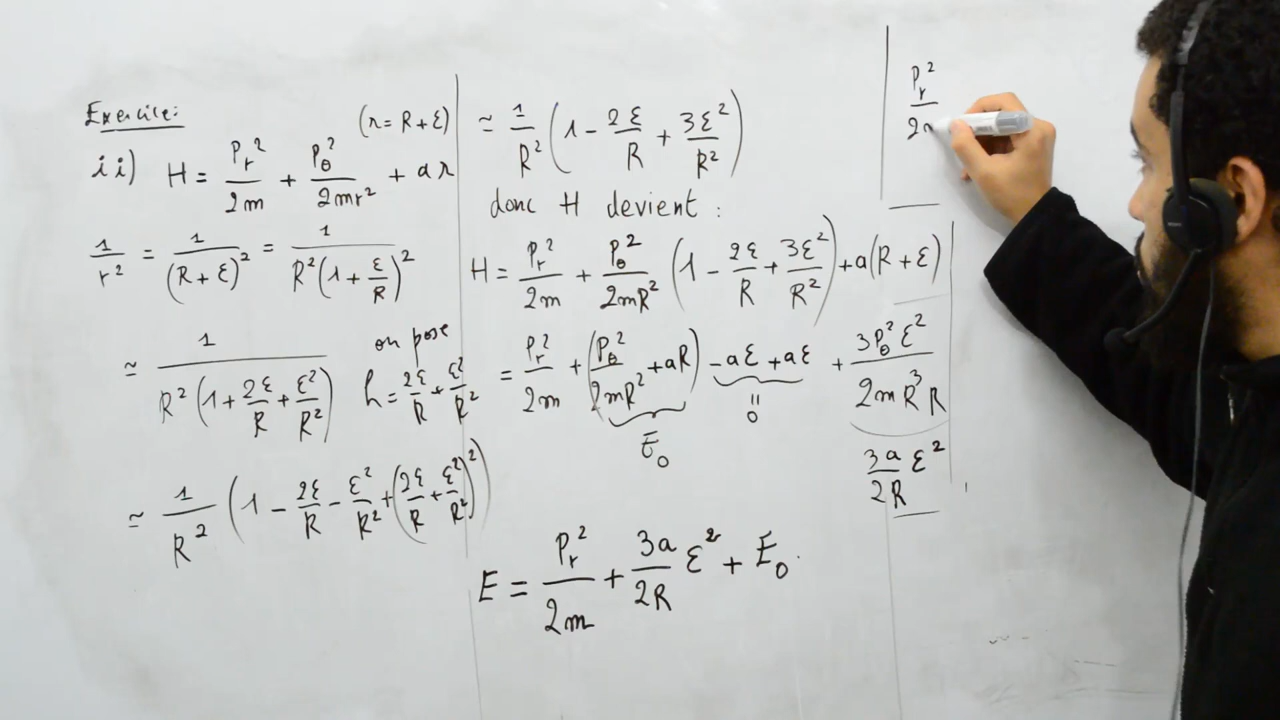 Exercice:
(r = R + ε)
ii) H = P_r²/2m + P_θ²/2mr² + ar
1/r² = 1/(R + ε)² = 1/R²(1 + ε/R)²
≃ 1/R²(1 + 2ε/R + ε²/R²)
on pose
h = 2ε/R + ε²/R²
≃ 1/R² (1 - 2ε/R - ε²/R² + (2ε/R + ε²/R²)²)
≃ 1/R² (1 - 2ε/R + 3ε²/R²)
donc H devient :
H = P_r²/2m + P_θ²/2mR² (1 - 2ε/R + 3ε²/R²) + a(R + ε)
= P_r²/2m + (P_θ²/2mR² + aR) - aε + aε + 3P_θ²ε²/2mR³R
E₀
= 0
3a/2R ε²
E = P_r²/2m + 3a/2R ε² + E₀.
P_r²/2m